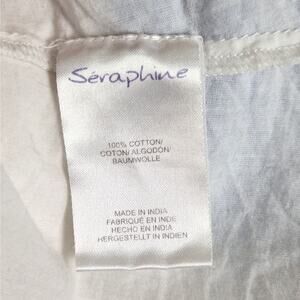 Séraphine
100% COTTON/
COTON/ALGODÓN/
BAUMWOLLE
MADE IN INDIA
FABRIQUÉ EN INDE
HECHO EN INDIA
HERGESTELLT IN INDIEN